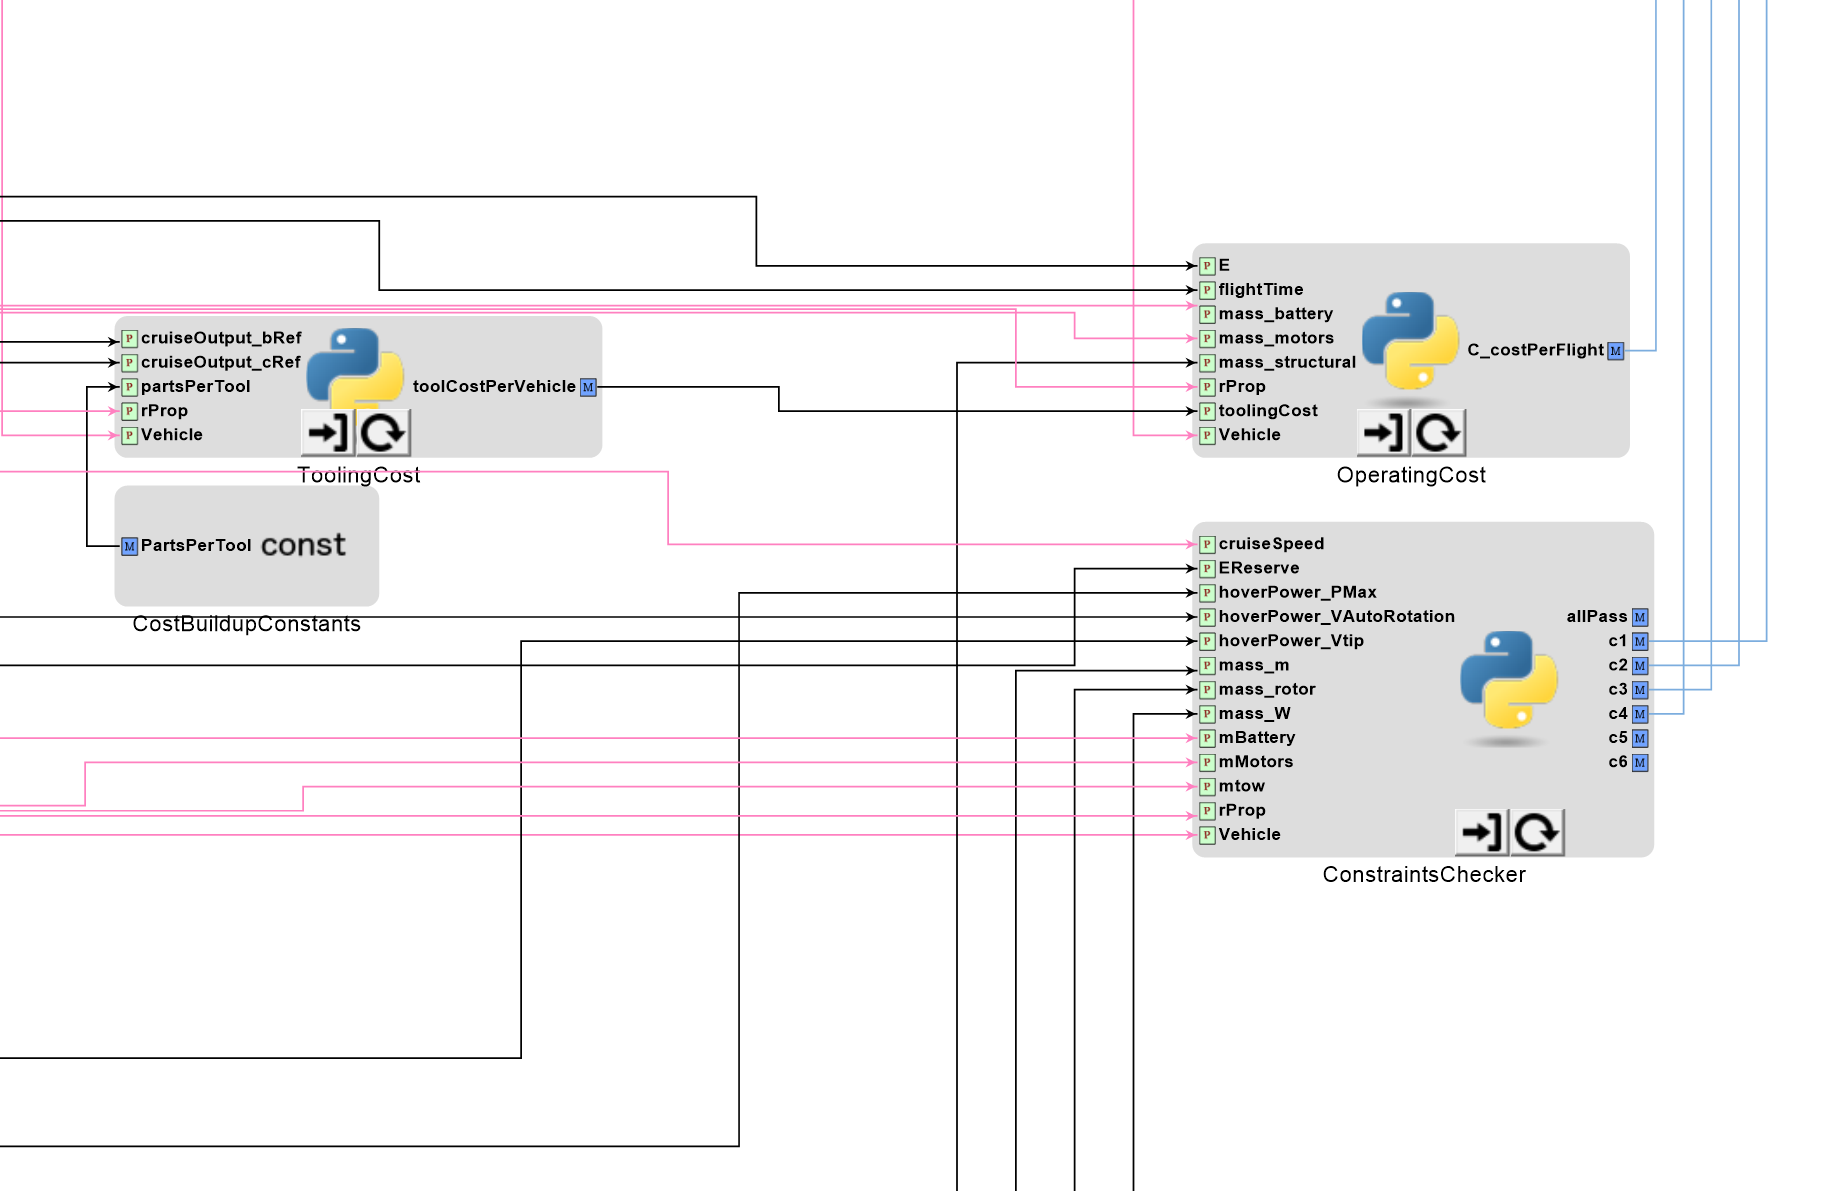 P E
P flightTime
P mass_battery
P mass_motors
P mass_structural
P rProp
P toolingCost
P Vehicle
C_costPerFlight M
OperatingCost
P cruiseOutput_bRef
P cruiseOutput_cRef
P partsPerTool
P rProp
P Vehicle
toolCostPerVehicle M
ToolingCost
M PartsPerTool const
CostBuildupConstants
P cruiseSpeed
P EReserve
P hoverPower_PMax
P hoverPower_VAutoRotation
P hoverPower_Vtip
P mass_m
P mass_rotor
P mass_W
P mBattery
P mMotors
P mtow
P rProp
P Vehicle
allPass M
c1 M
c2 M
c3 M
c4 M
c5 M
c6 M
ConstraintsChecker